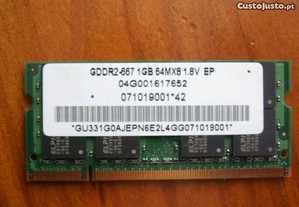 CustoJusto.pt
GDDR2-667 1GB 64MX8 1.8V EP
04G001617652
071019001*42
*GU331G0AJEPN6E2L4GG071019001*